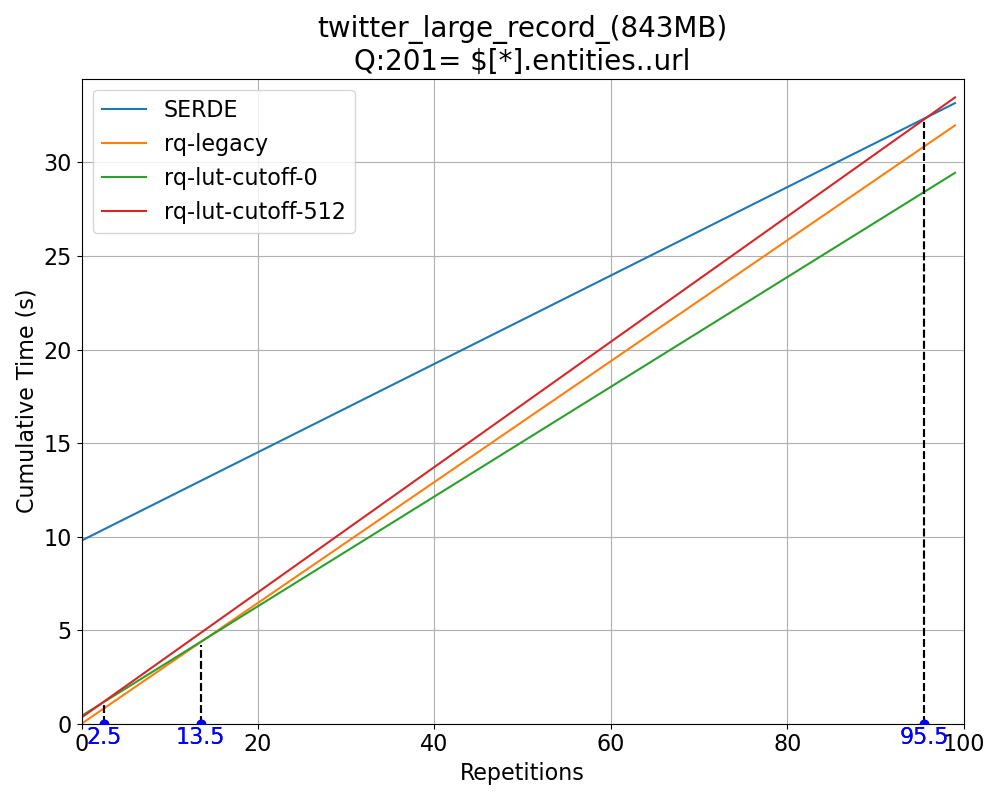 twitter_large_record_(843MB)
Q:201= $[*].entities..url
SERDE
rq-legacy
rq-lut-cutoff-0
rq-lut-cutoff-512
Cumulative Time (s)
30
25
20
15
10
5
0
0 20 40 60 80 100
2.5 13.5 95.5
Repetitions